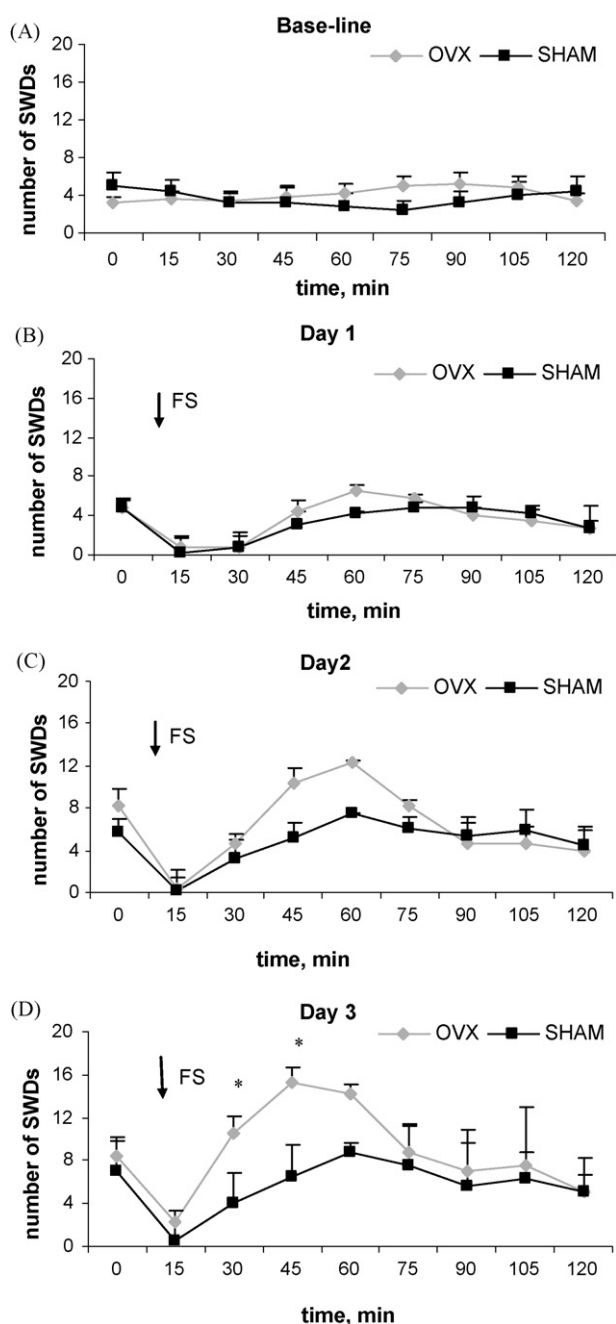 (A)
Base-line
OVX SHAM
number of SWDs
20
16
12
8
4
0
0 15 30 45 60 75 90 105 120
time, min
(B)
Day 1
OVX SHAM
FS
number of SWDs
20
16
12
8
4
0
0 15 30 45 60 75 90 105 120
time, min
(C)
Day2
OVX SHAM
FS
number of SWDs
20
16
12
8
4
0
0 15 30 45 60 75 90 105 120
time, min
(D)
Day 3
OVX SHAM
FS
* *
number of SWDs
20
16
12
8
4
0
0 15 30 45 60 75 90 105 120
time, min